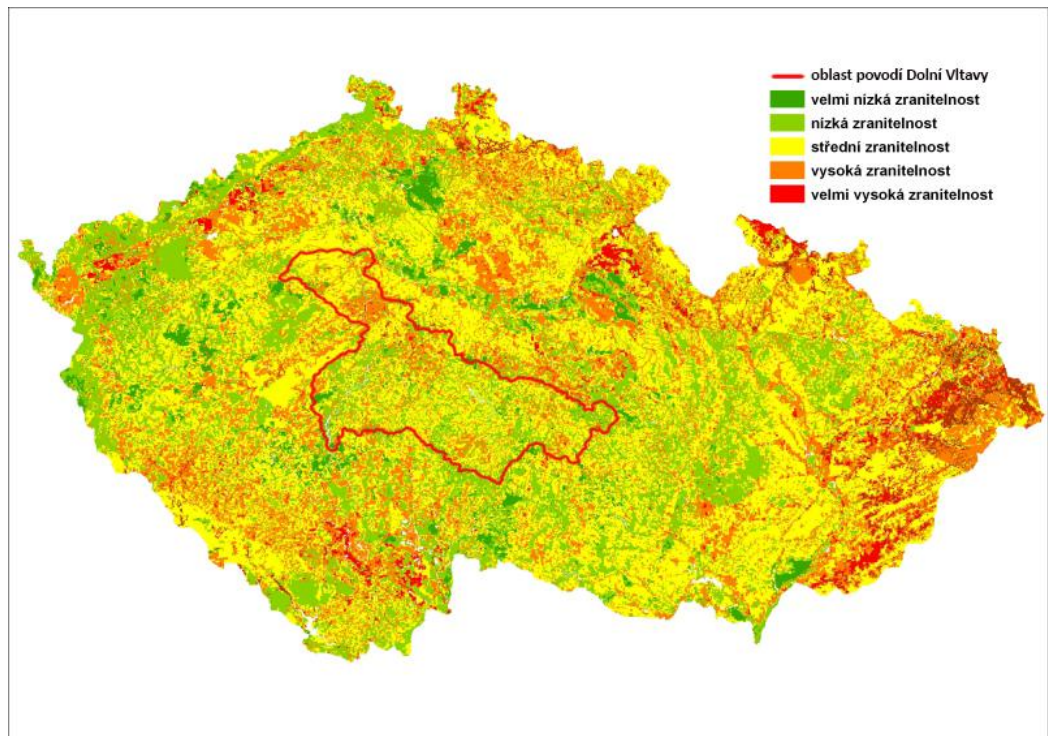 oblast povodí Dolní Vltavy
velmi nízká zranitelnost
nízká zranitelnost
střední zranitelnost
vysoká zranitelnost
velmi vysoká zranitelnost